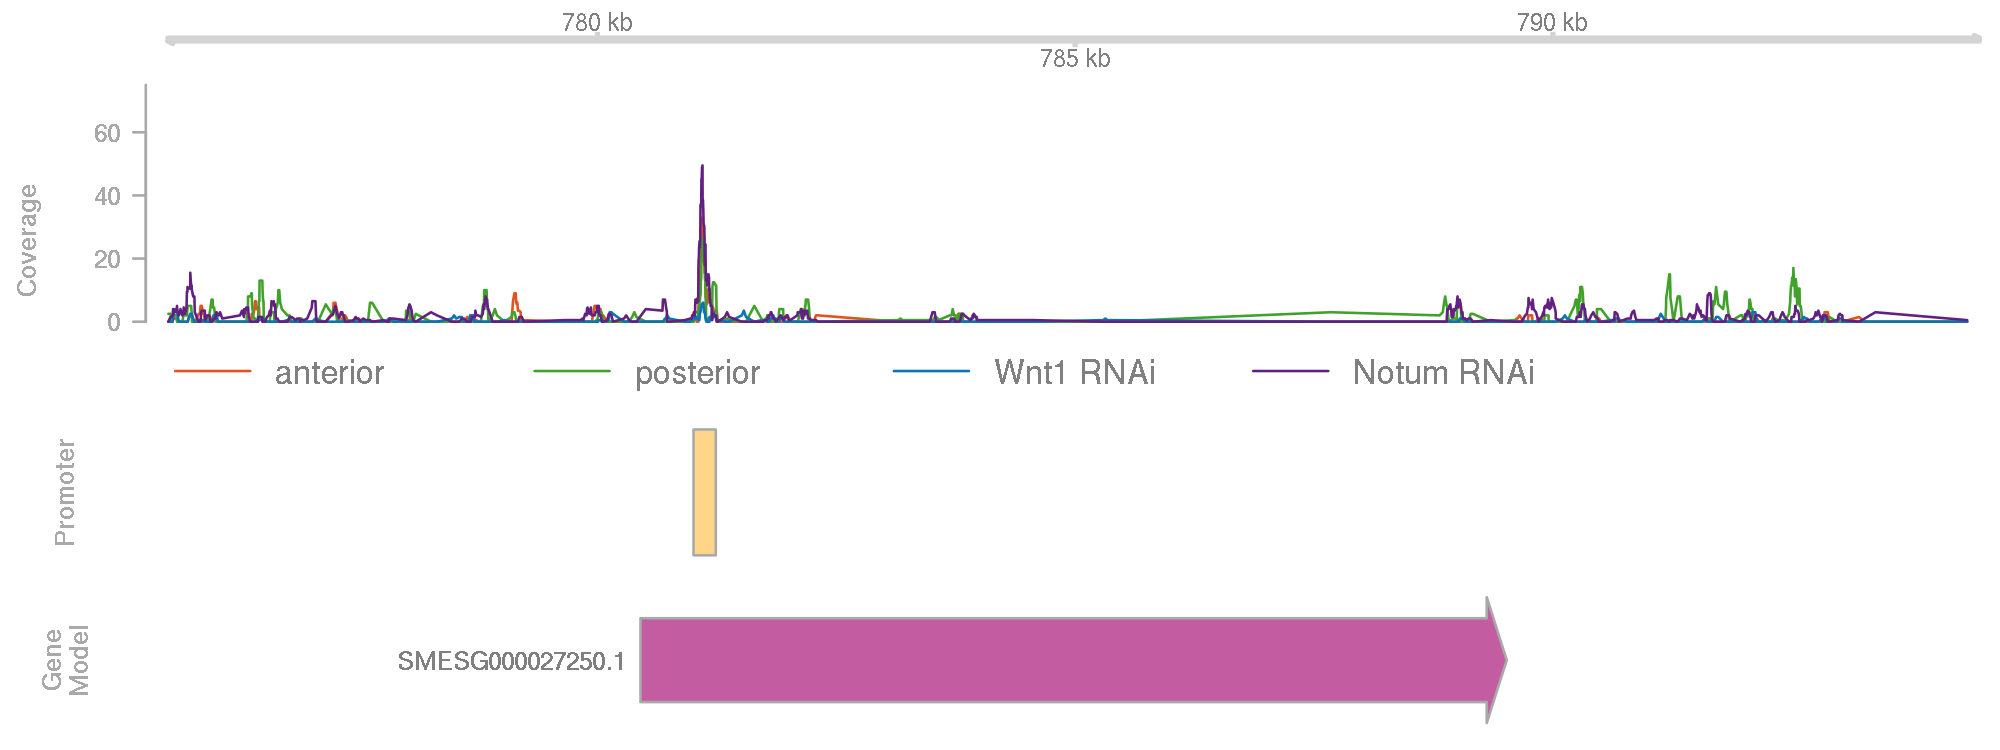 780 kb
790 kb
785 kb
Coverage
60
40
20
0
anterior
posterior
Wnt1 RNAi
Notum RNAi
Promoter
Gene
Model
SMESG000027250.1